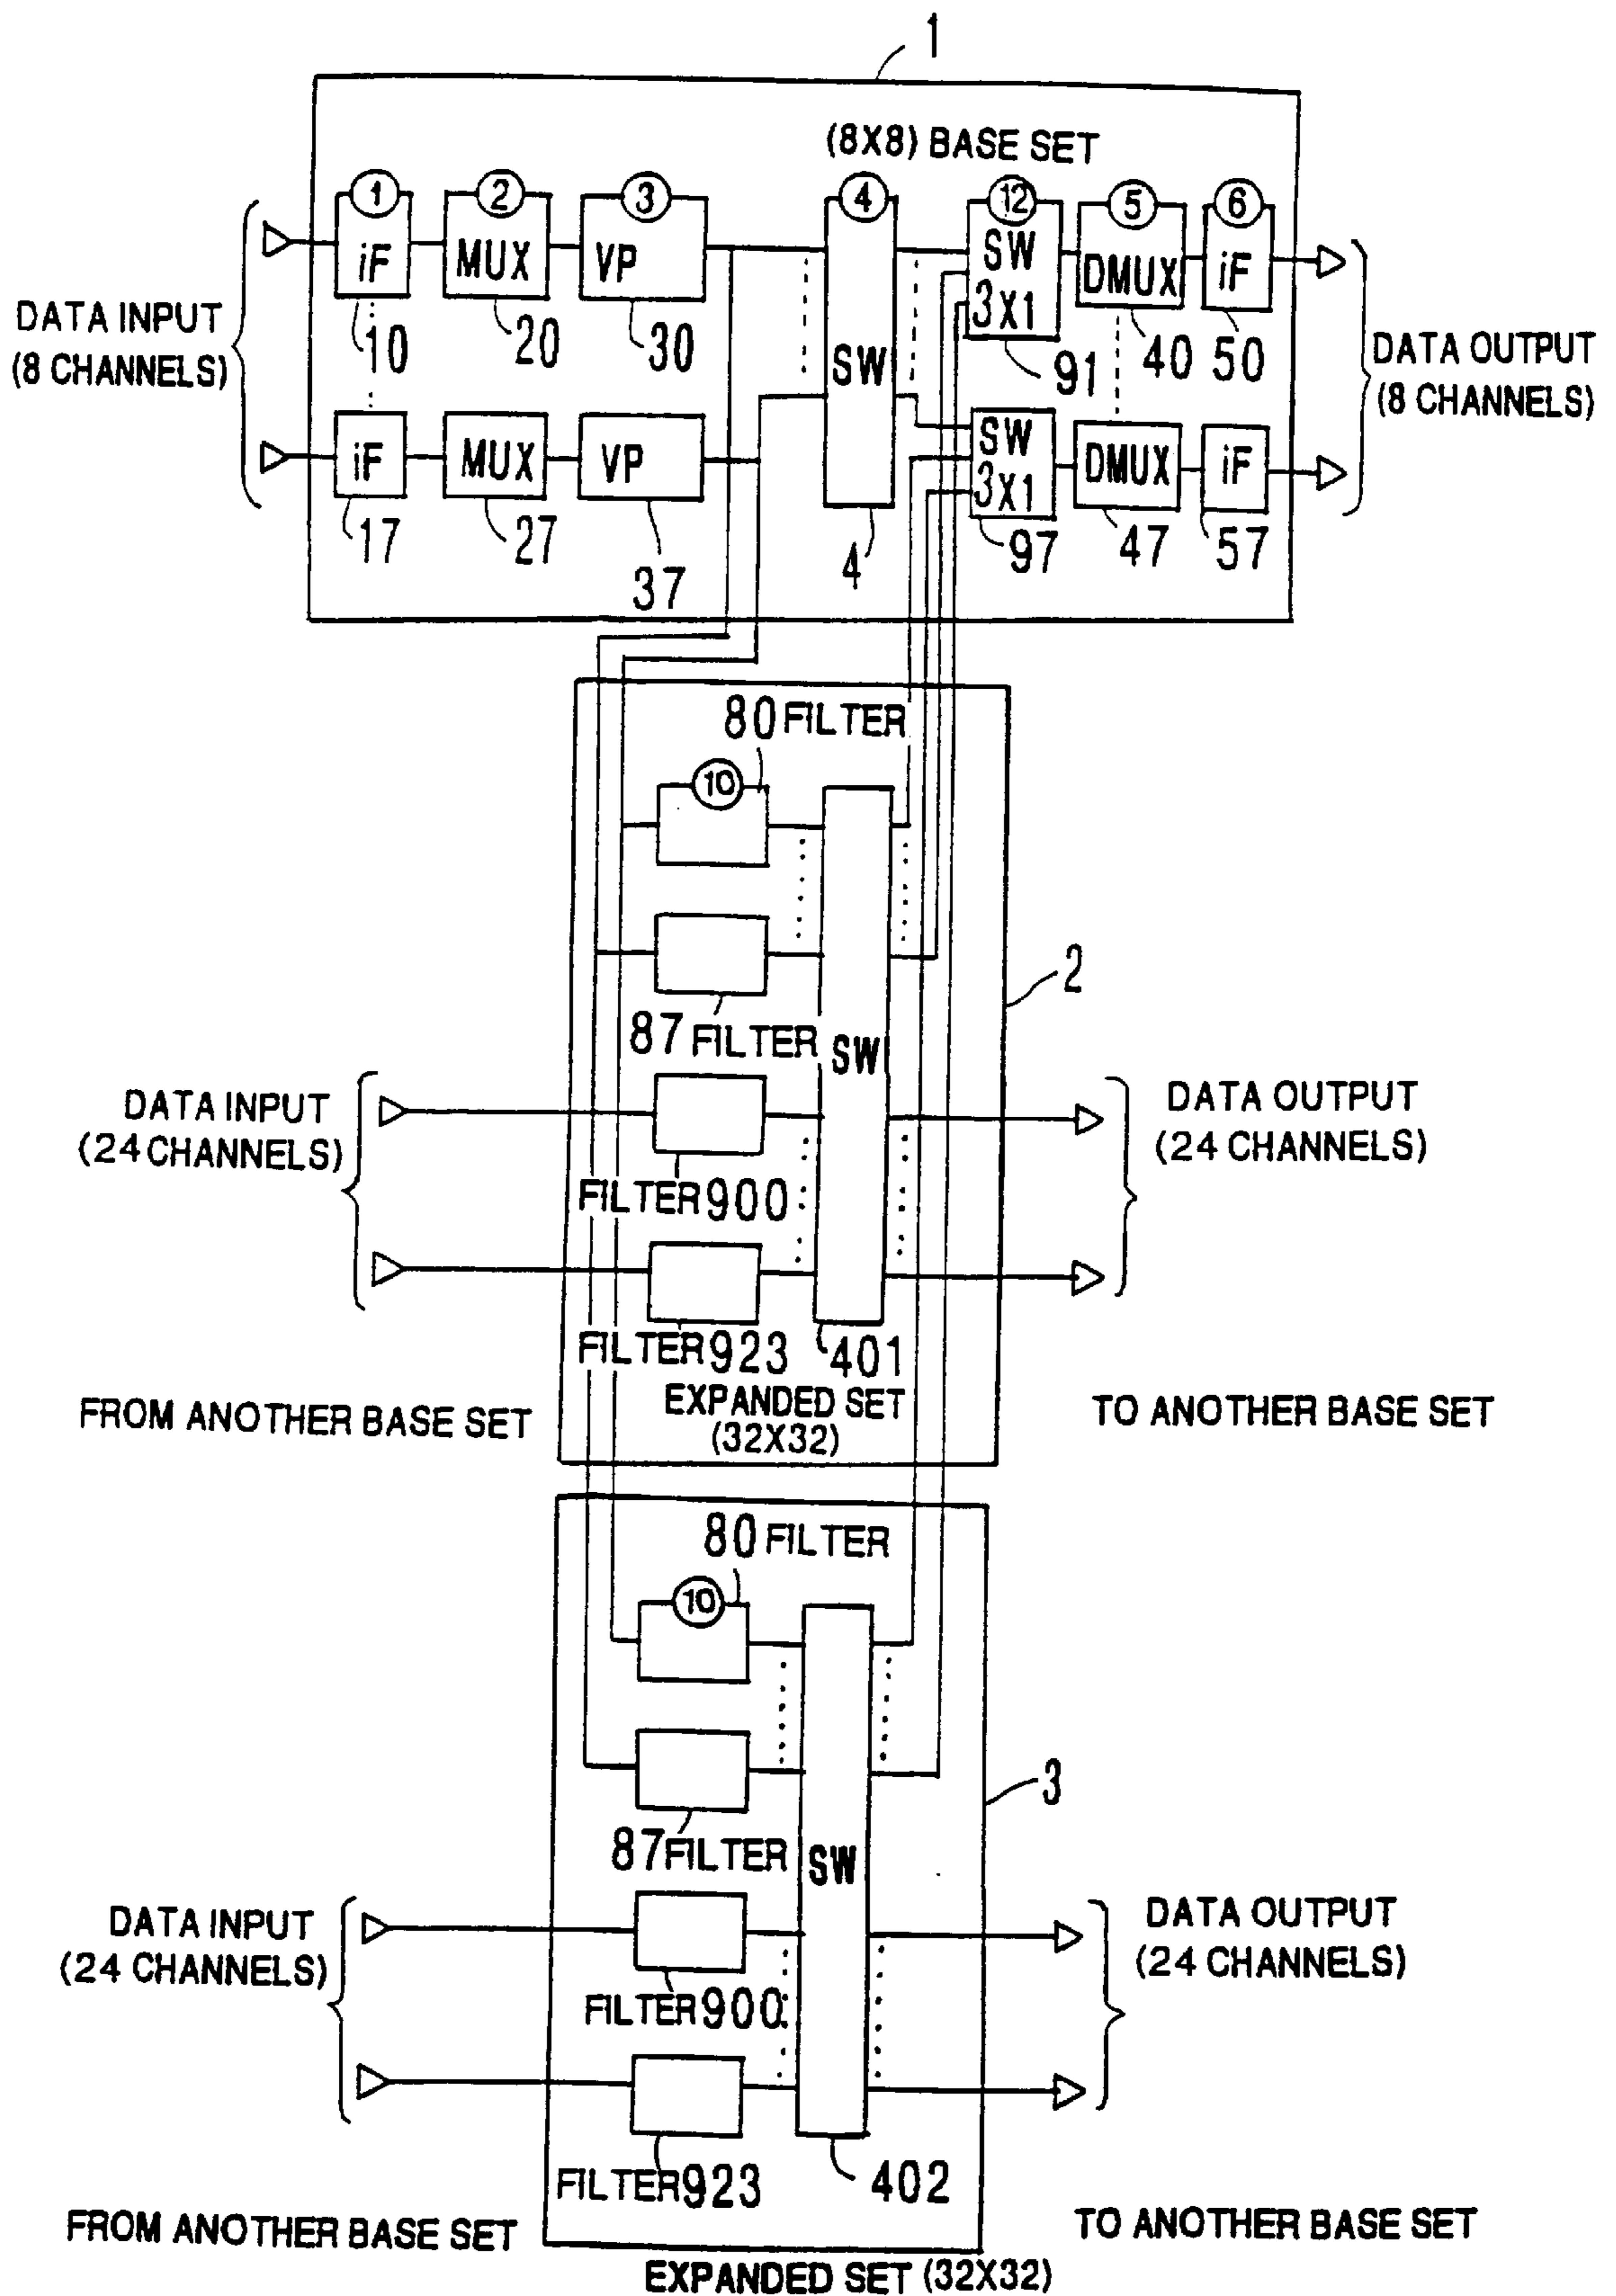 1
(8X8) BASE SET
1 2 3 4 12 5 6
iF MUX VP SW SW 3X1 DMUX iF
DATA INPUT
(8 CHANNELS)
10 20 30 91 40 50
DATA OUTPUT
(8 CHANNELS)
iF MUX VP SW 3X1 DMUX iF
17 27 37 4 97 47 57
80 FILTER
10
2
87 FILTER
SW
DATA INPUT
(24 CHANNELS)
DATA OUTPUT
(24 CHANNELS)
FILTER 900
FILTER 923
401
FROM ANOTHER BASE SET
EXPANDED SET
(32X32)
TO ANOTHER BASE SET
80 FILTER
10
3
87 FILTER
SW
DATA INPUT
(24 CHANNELS)
DATA OUTPUT
(24 CHANNELS)
FILTER 900
FILTER 923
402
FROM ANOTHER BASE SET
TO ANOTHER BASE SET
EXPANDED SET (32X32)